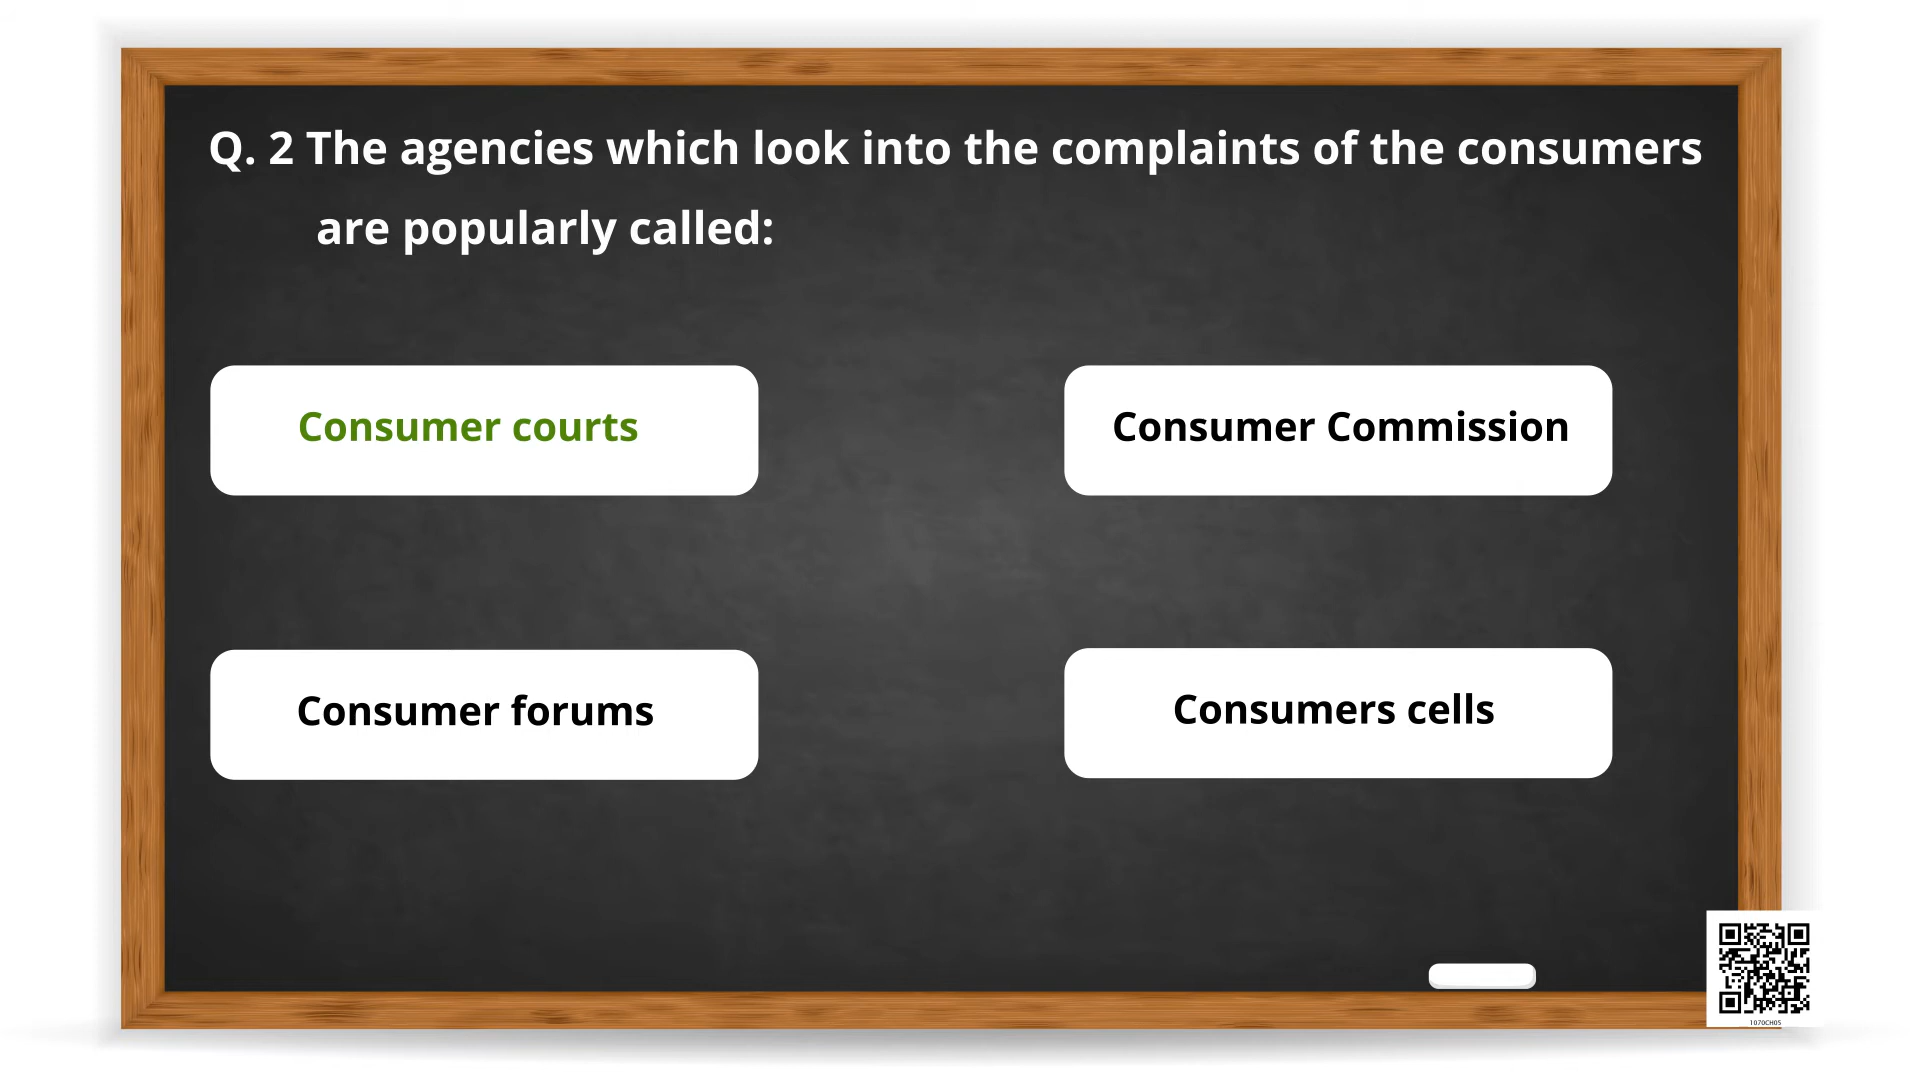 Q. 2 The agencies which look into the complaints of the consumers
are popularly called:
Consumer courts
Consumer Commission
Consumer forums
Consumers cells
1070CH05